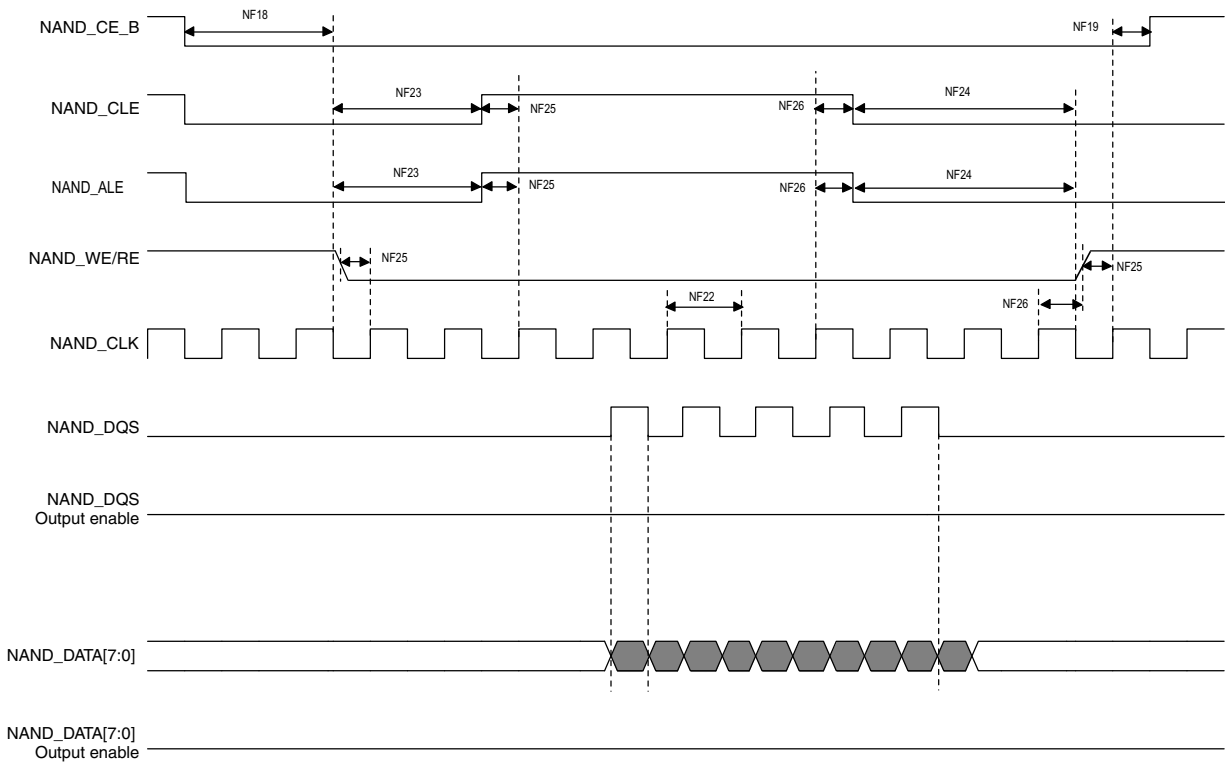 NAND_CE_B
NF18
NF19
NAND_CLE
NF23
NF25
NF26
NF24
NAND_ALE
NF23
NF25
NF26
NF24
NAND_WE/RE
NF25
NF25
NF22
NF26
NAND_CLK
NAND_DQS
NAND_DQS
Output enable
NAND_DATA[7:0]
NAND_DATA[7:0]
Output enable